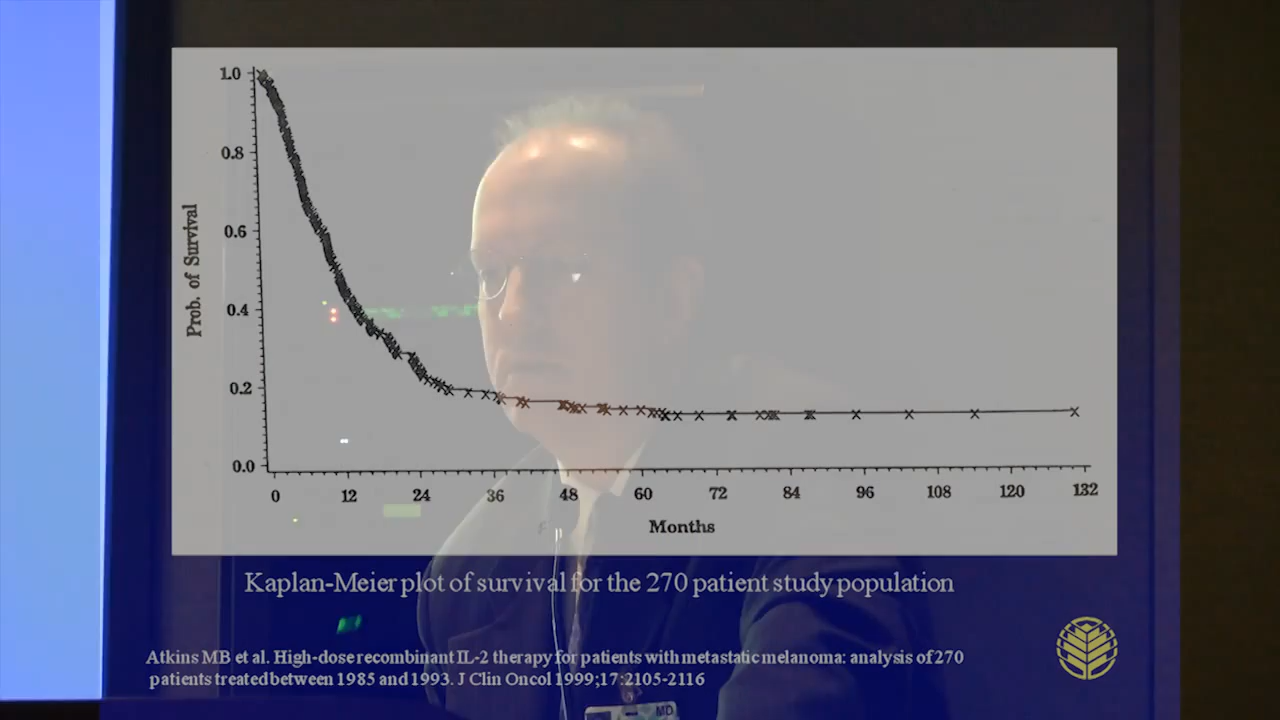 1.0
0.8
0.6
0.4
0.2
0.0
Prob. of Survival
0 12 24 36 48 60 72 84 96 108 120 132
Months
Kaplan-Meier plot of survival for the 270 patient study population
Atkins MB et al. High-dose recombinant IL-2 therapy for patients with metastatic melanoma: analysis of 270
patients treated between 1985 and 1993. J Clin Oncol 1999;17:2105-2116
MD